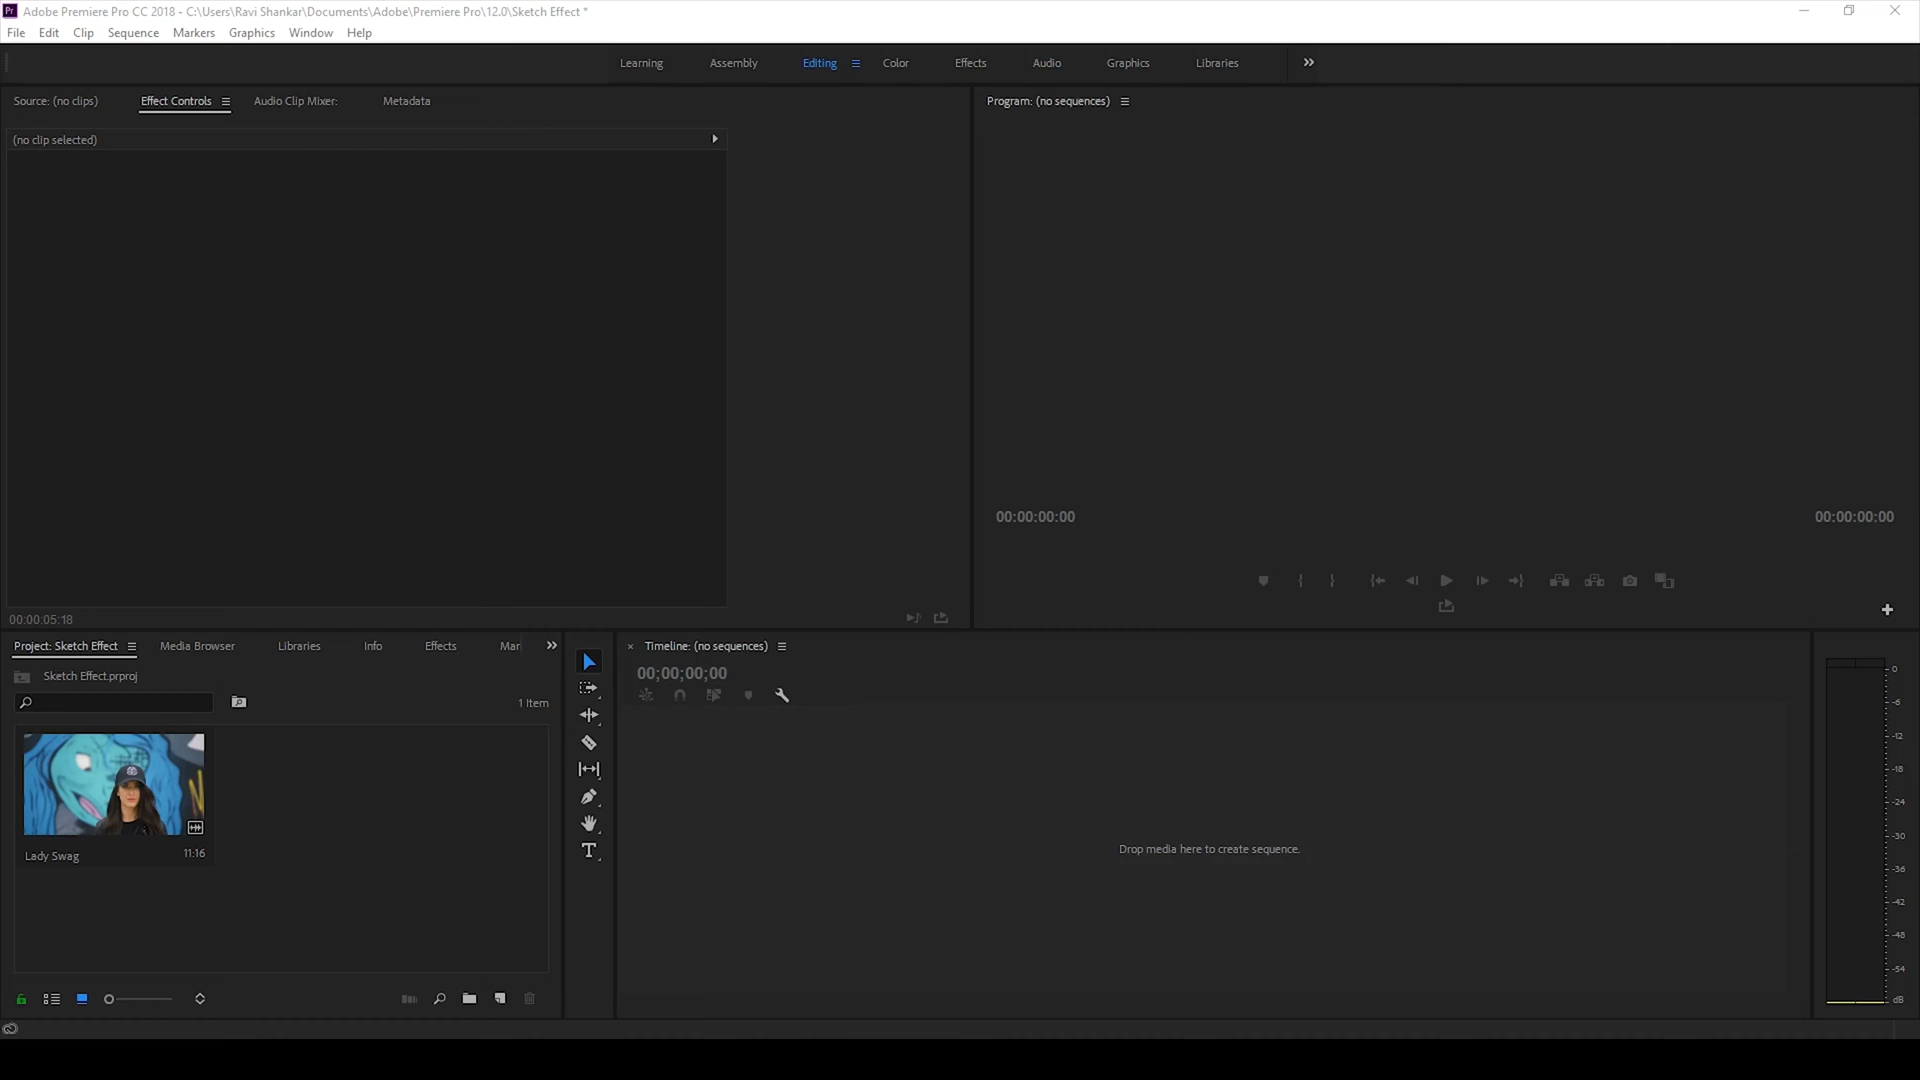 Adobe Premiere Pro CC 2018 - C:\Users\Ravi Shankar\Documents\Adobe\Premiere Pro\12.0\Sketch Effect *
File Edit Clip Sequence Markers Graphics Window Help
Learning Assembly Editing Color Effects Audio Graphics Libraries
Source: (no clips) Effect Controls Audio Clip Mixer: Metadata
Program: (no sequences)
(no clip selected)
00:00:00:00 00:00:00:00
00:00:05:18
Project: Sketch Effect Media Browser Libraries Info Effects Mar
Timeline: (no sequences)
Sketch Effect.prproj
00;00;00;00
1 Item
Lady Swag 11:16
Drop media here to create sequence.
0
-6
-12
-18
-24
-30
-36
-42
-48
-54
dB